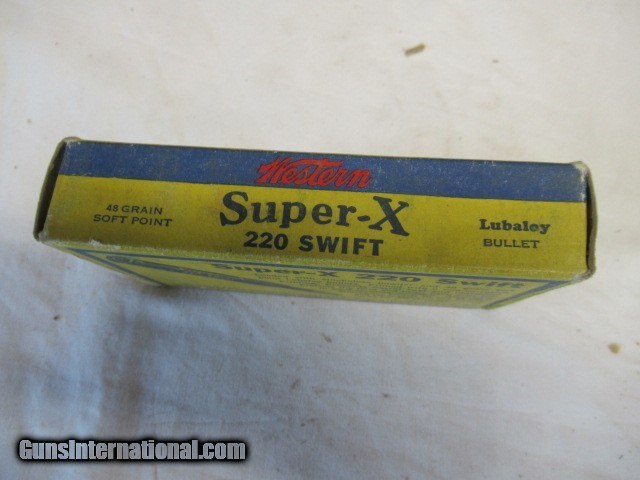 Western
Super-X
220 SWIFT
48 GRAIN
SOFT POINT
Lubaloy
BULLET
Super-X 220 Swift
GunsInternational.com